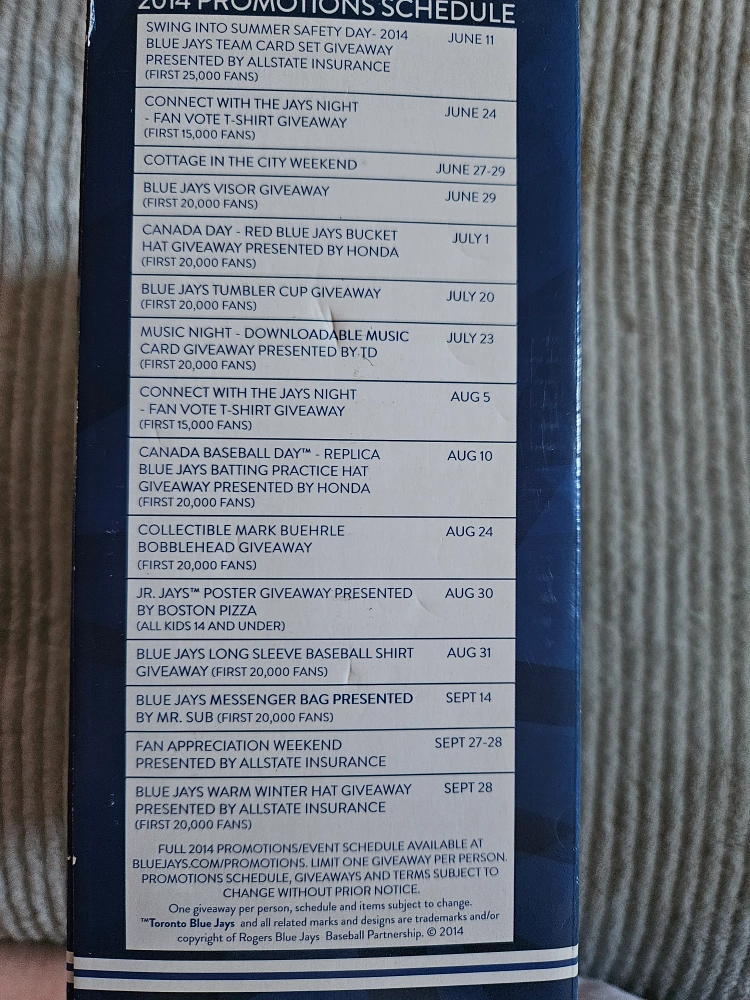 2014 PROMOTIONS SCHEDULE
SWING INTO SUMMER SAFETY DAY- 2014 JUNE 11
BLUE JAYS TEAM CARD SET GIVEAWAY
PRESENTED BY ALLSTATE INSURANCE
(FIRST 25,000 FANS)
CONNECT WITH THE JAYS NIGHT JUNE 24
- FAN VOTE T-SHIRT GIVEAWAY
(FIRST 15,000 FANS)
COTTAGE IN THE CITY WEEKEND JUNE 27-29
BLUE JAYS VISOR GIVEAWAY JUNE 29
(FIRST 20,000 FANS)
CANADA DAY - RED BLUE JAYS BUCKET JULY 1
HAT GIVEAWAY PRESENTED BY HONDA
(FIRST 20,000 FANS)
BLUE JAYS TUMBLER CUP GIVEAWAY JULY 20
(FIRST 20,000 FANS)
MUSIC NIGHT - DOWNLOADABLE MUSIC JULY 23
CARD GIVEAWAY PRESENTED BY TD
(FIRST 20,000 FANS)
CONNECT WITH THE JAYS NIGHT AUG 5
- FAN VOTE T-SHIRT GIVEAWAY
(FIRST 15,000 FANS)
CANADA BASEBALL DAY™ - REPLICA AUG 10
BLUE JAYS BATTING PRACTICE HAT
GIVEAWAY PRESENTED BY HONDA
(FIRST 20,000 FANS)
COLLECTIBLE MARK BUEHRLE AUG 24
BOBBLEHEAD GIVEAWAY
(FIRST 20,000 FANS)
JR. JAYS™ POSTER GIVEAWAY PRESENTED AUG 30
BY BOSTON PIZZA
(ALL KIDS 14 AND UNDER)
BLUE JAYS LONG SLEEVE BASEBALL SHIRT AUG 31
GIVEAWAY (FIRST 20,000 FANS)
BLUE JAYS MESSENGER BAG PRESENTED SEPT 14
BY MR. SUB (FIRST 20,000 FANS)
FAN APPRECIATION WEEKEND SEPT 27-28
PRESENTED BY ALLSTATE INSURANCE
BLUE JAYS WARM WINTER HAT GIVEAWAY SEPT 28
PRESENTED BY ALLSTATE INSURANCE
(FIRST 20,000 FANS)
FULL 2014 PROMOTIONS/EVENT SCHEDULE AVAILABLE AT
BLUEJAYS.COM/PROMOTIONS. LIMIT ONE GIVEAWAY PER PERSON.
PROMOTIONS SCHEDULE, GIVEAWAYS AND TERMS SUBJECT TO
CHANGE WITHOUT PRIOR NOTICE.
One giveaway per person, schedule and items subject to change.
™Toronto Blue Jays and all related marks and designs are trademarks and/or
copyright of Rogers Blue Jays Baseball Partnership. © 2014